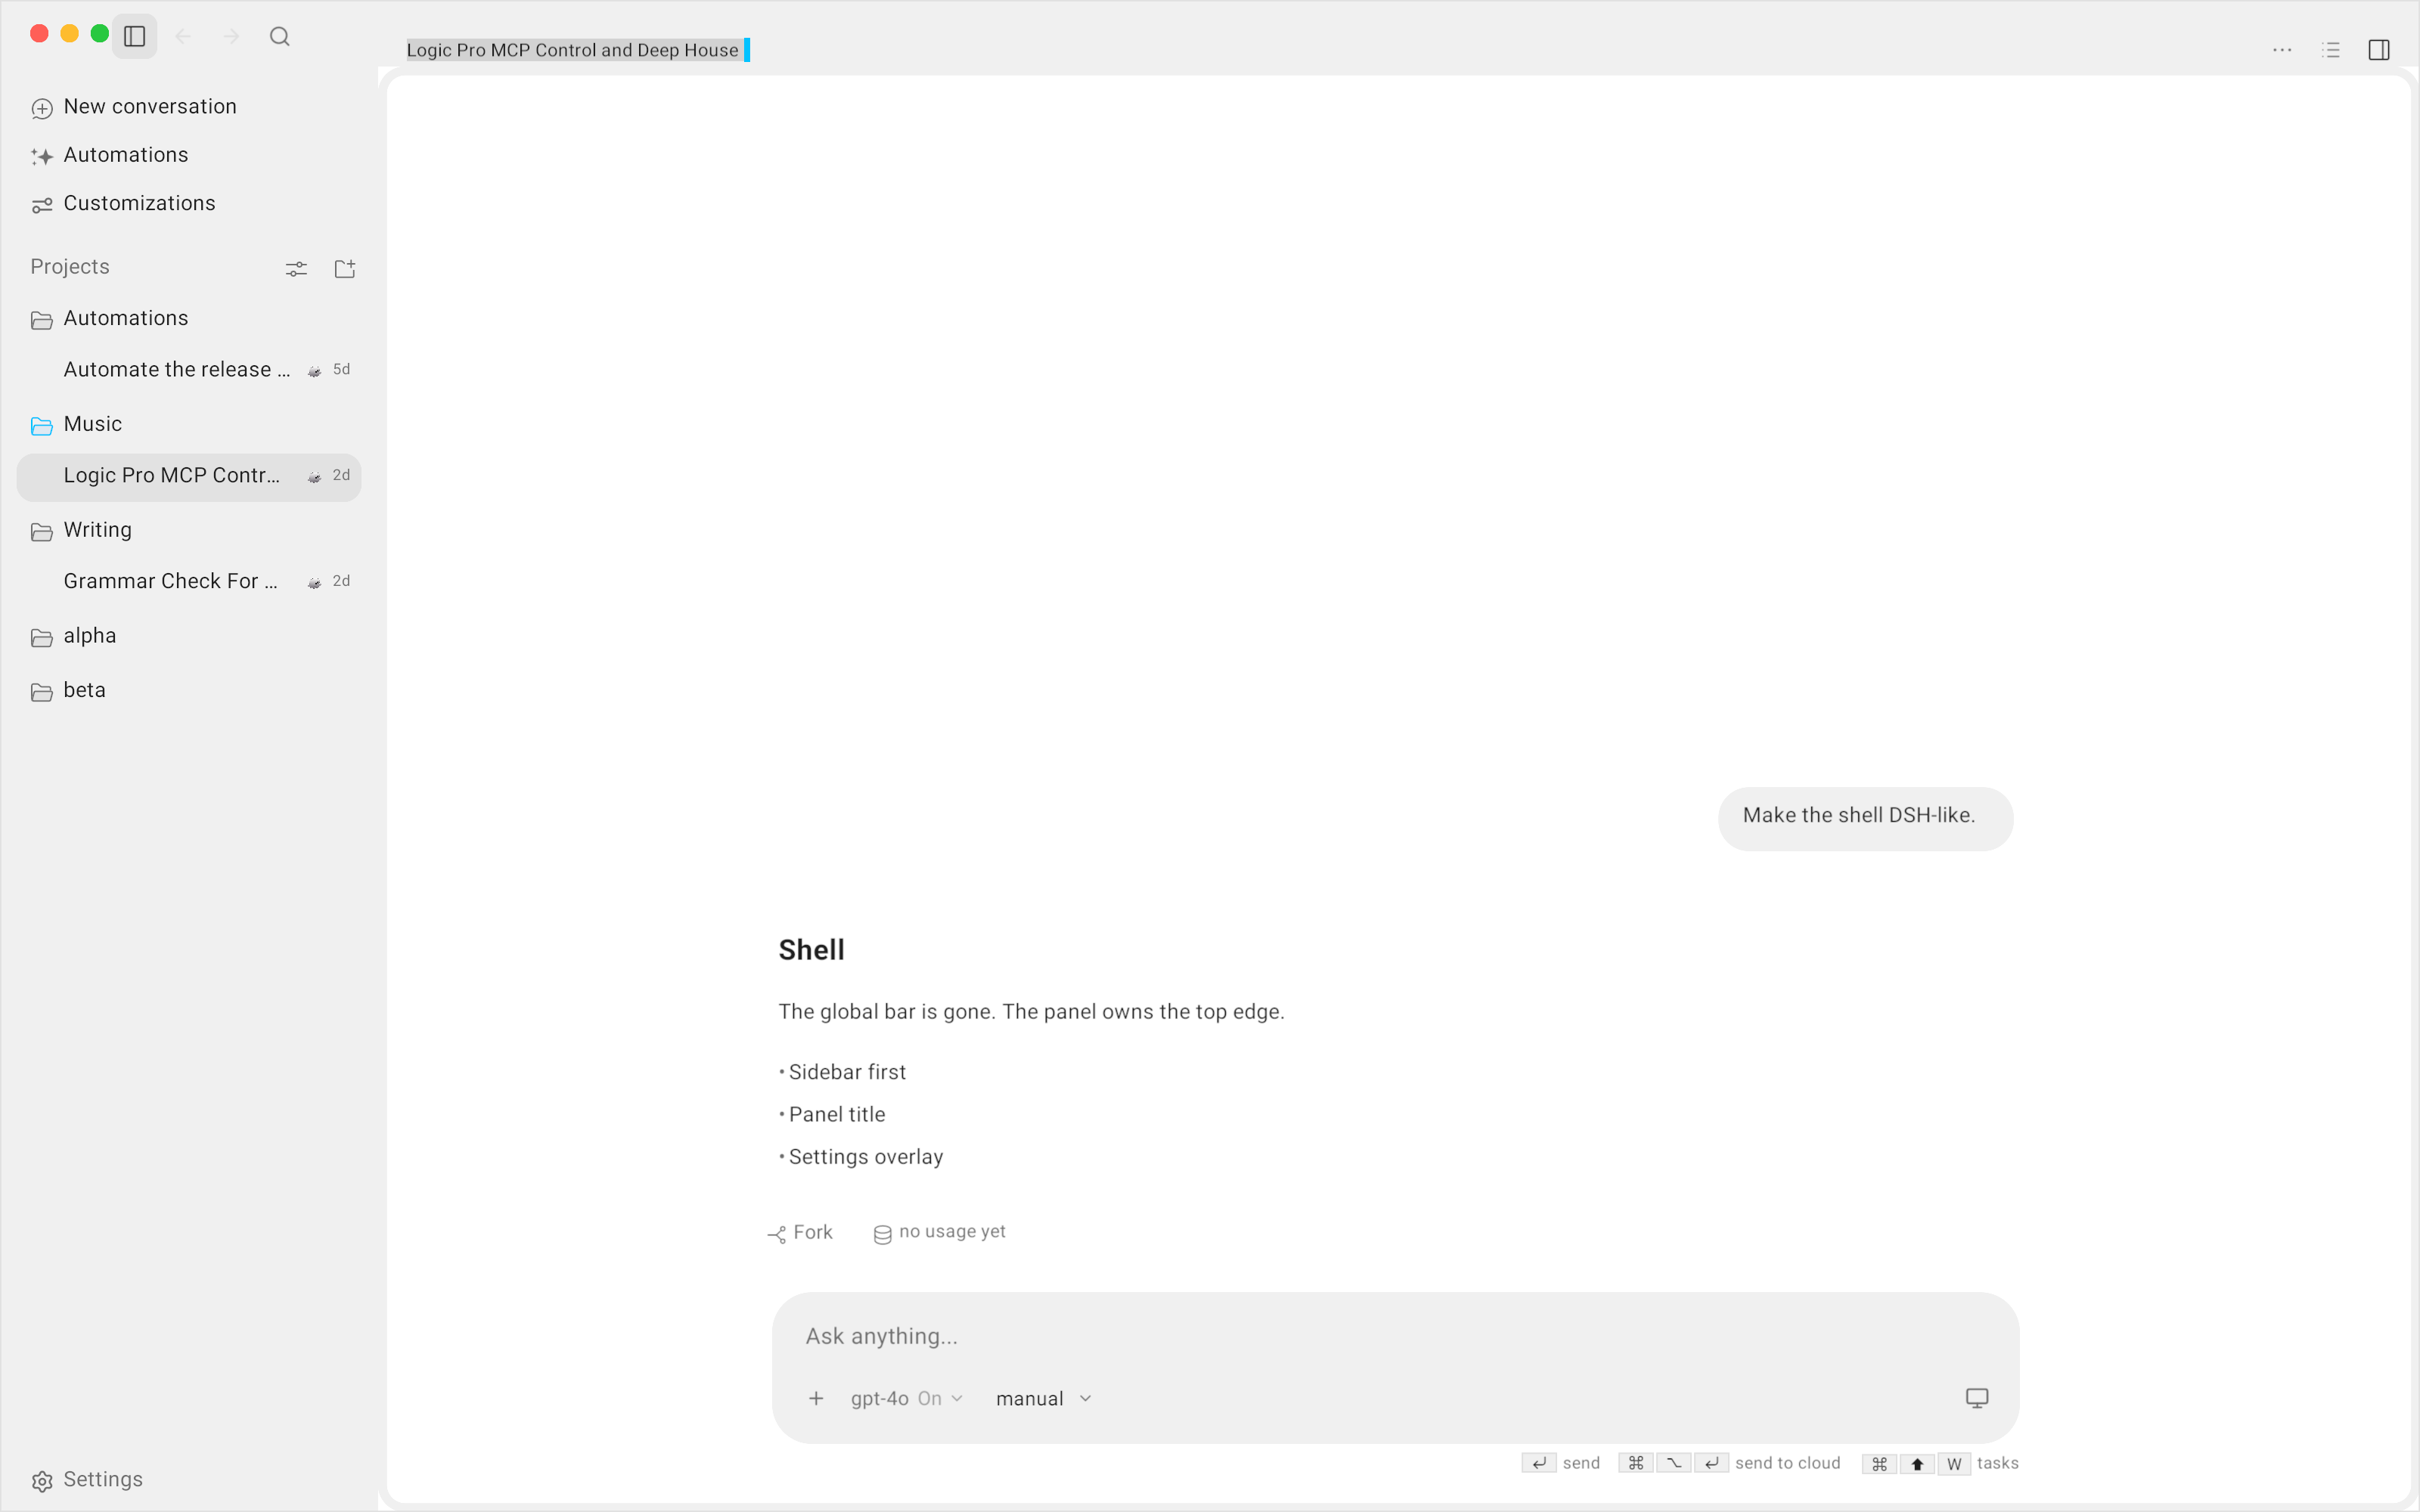 Logic Pro MCP Control and Deep House
New conversation
Automations
Customizations
Projects
Automations
Automate the release ... 5d
Music
Logic Pro MCP Contr... 2d
Writing
Grammar Check For ... 2d
alpha
beta
Settings
Make the shell DSH-like.
Shell
The global bar is gone. The panel owns the top edge.
• Sidebar first
• Panel title
• Settings overlay
Fork no usage yet
Ask anything...
gpt-4o On manual
send ⌘ ⌥ send to cloud ⌘ W tasks